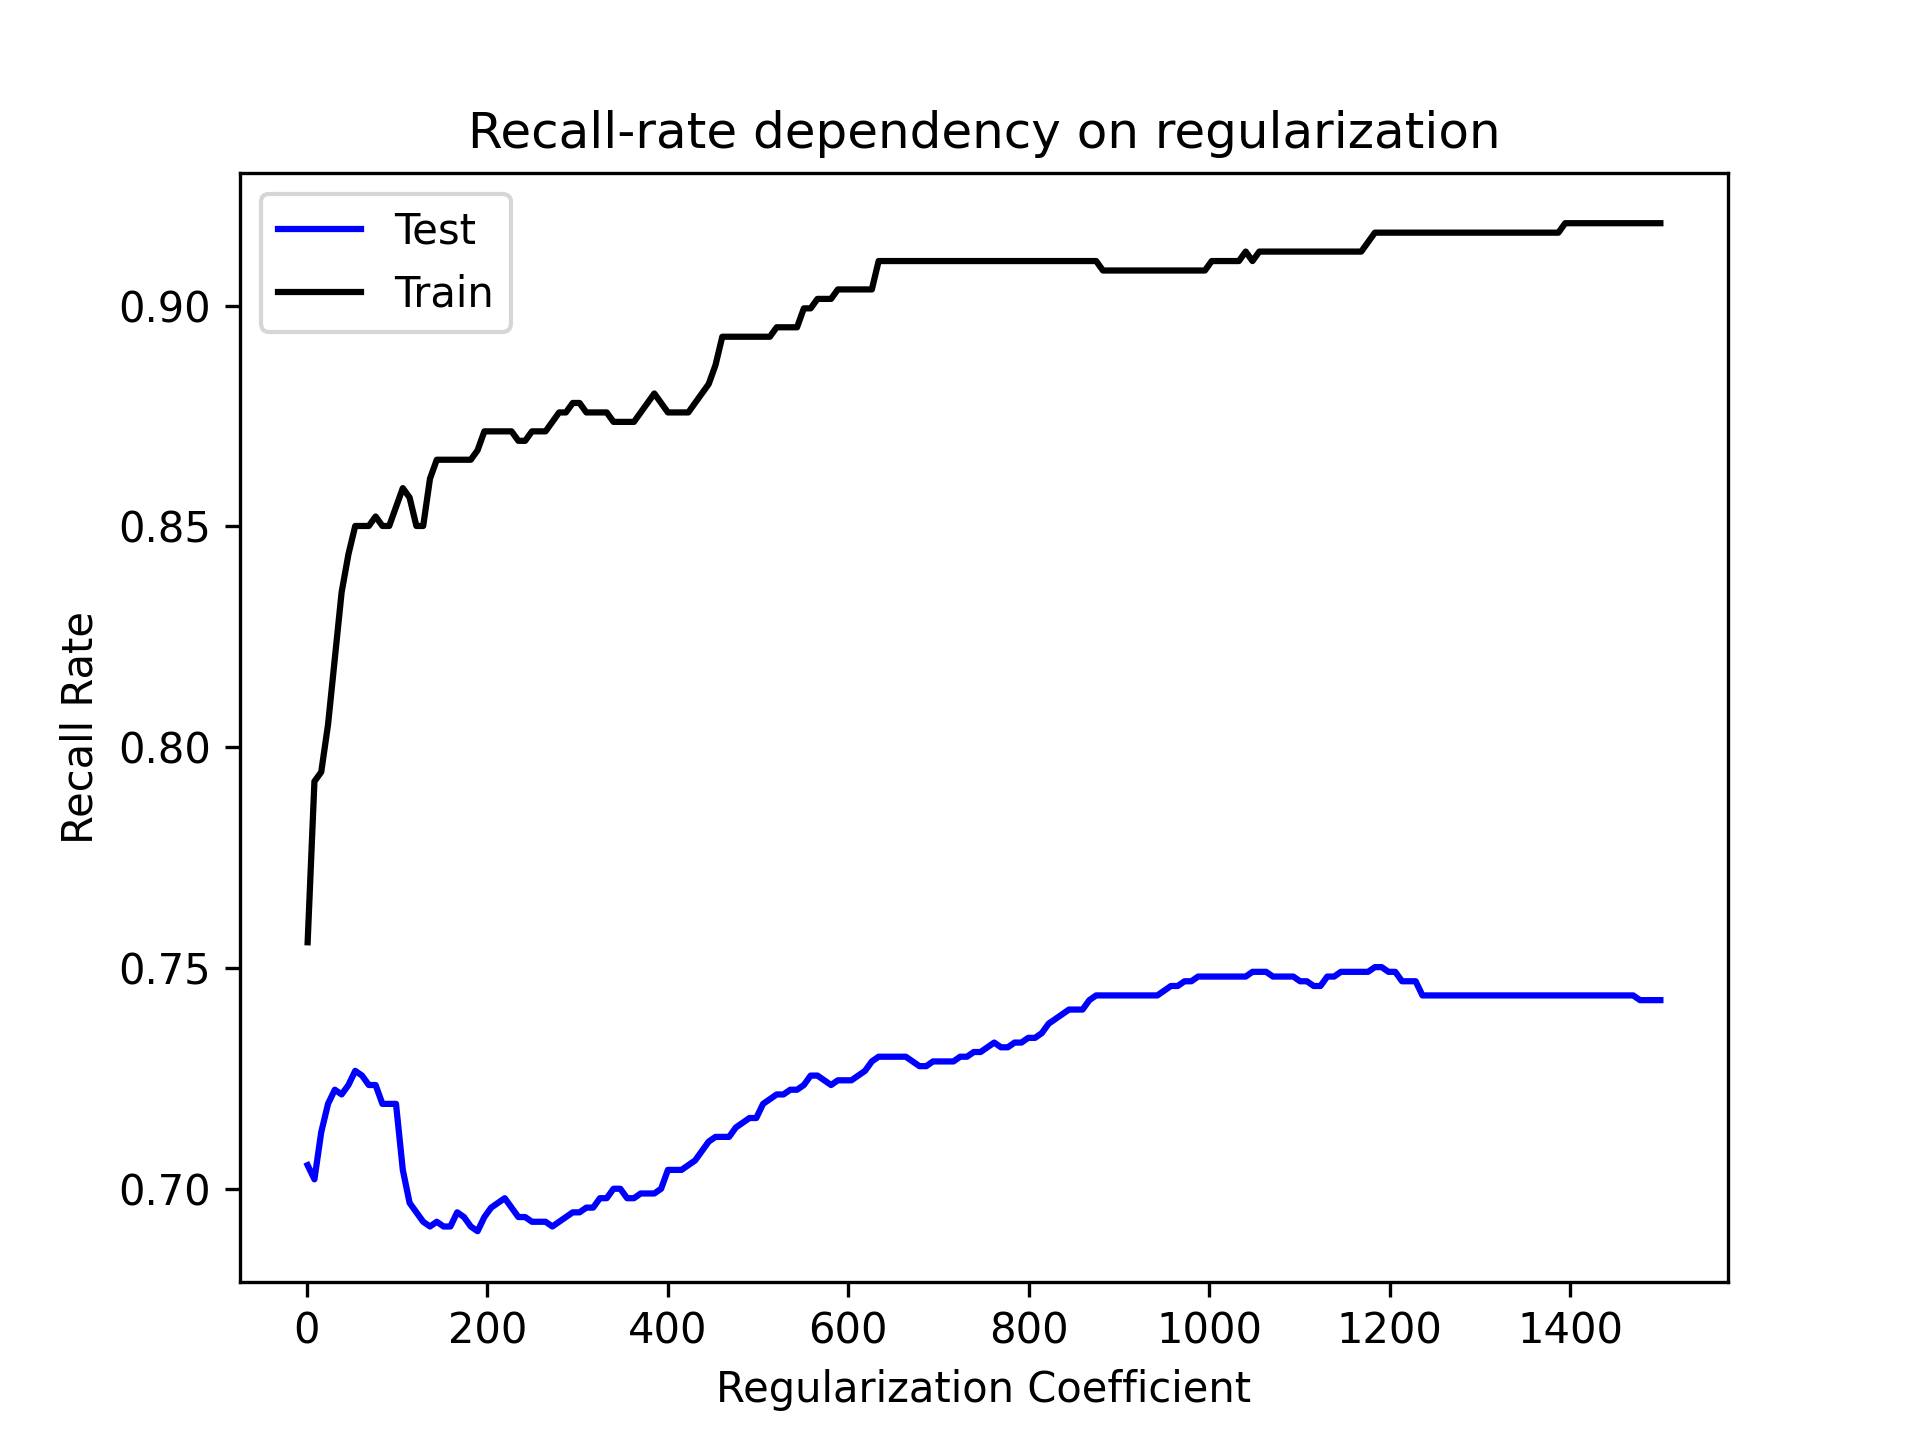 Recall-rate dependency on regularization
Test
Train
0.90
0.85
0.80
0.75
0.70
Recall Rate
0 200 400 600 800 1000 1200 1400
Regularization Coefficient